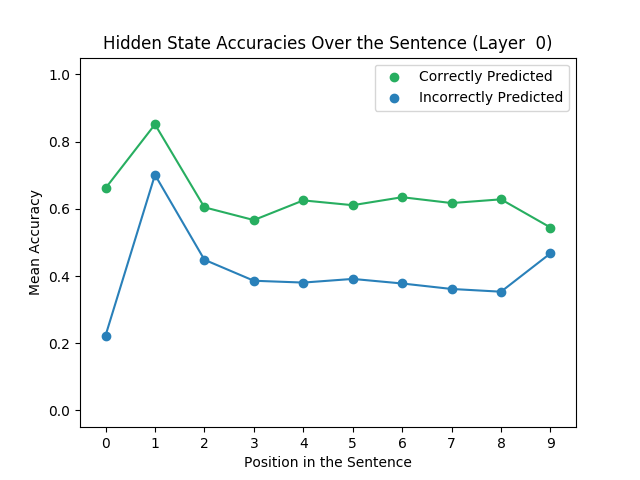 Hidden State Accuracies Over the Sentence (Layer  0)
Correctly Predicted
Incorrectly Predicted
Mean Accuracy
1.0
0.8
0.6
0.4
0.2
0.0
0 1 2 3 4 5 6 7 8 9
Position in the Sentence